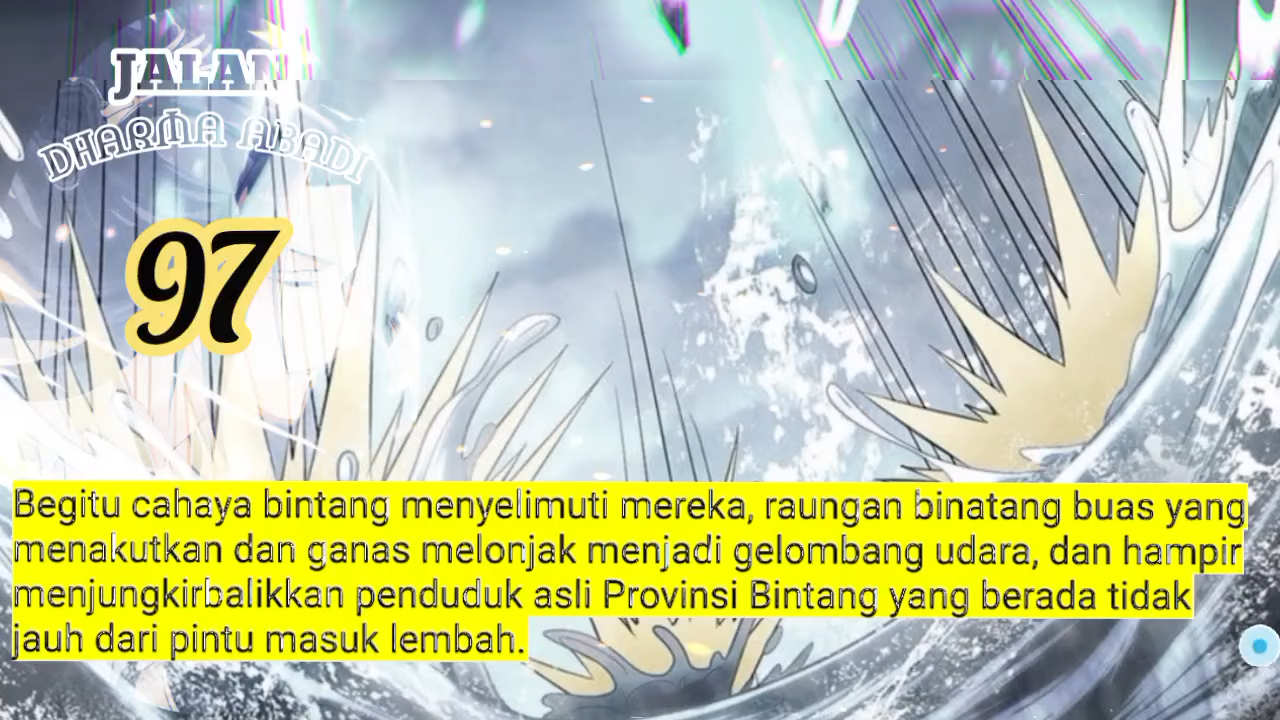 JALAN
DHARMA ABADI
97
Begitu cahaya bintang menyelimuti mereka, raungan binatang buas yang
menakutkan dan ganas melonjak menjadi gelombang udara, dan hampir
menjungkirbalikkan penduduk asli Provinsi Bintang yang berada tidak
jauh dari pintu masuk lembah.